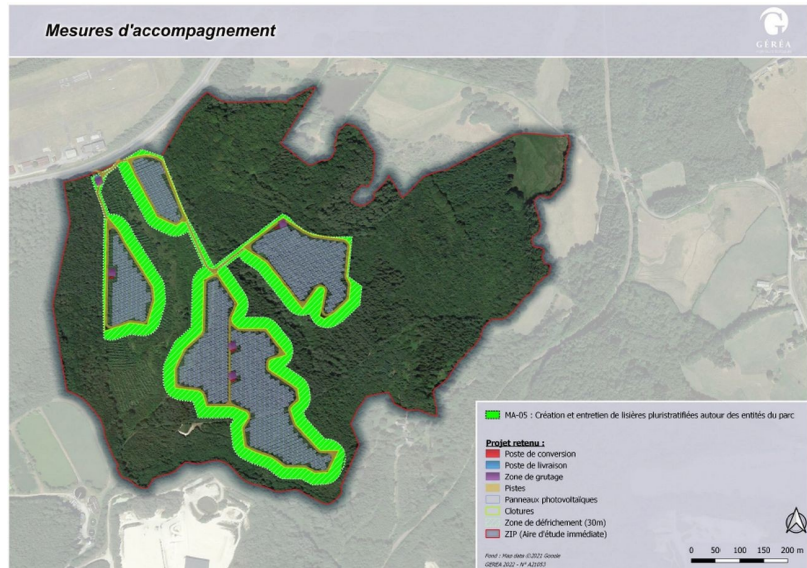 Mesures d'accompagnement
GÉRÉA
MA-05 : Création et entretien de lisières pluristratifiées autour des entités du parc
Projet retenu :
Poste de conversion
Poste de livraison
Zone de grutage
Pistes
Panneaux photovoltaïques
Clotures
Zone de défrichement (30m)
ZIP (Aire d'étude immédiate)
Fond : Map data ©2021 Google
GEREA 2022 - N° A21053
0 50 100 150 200 m